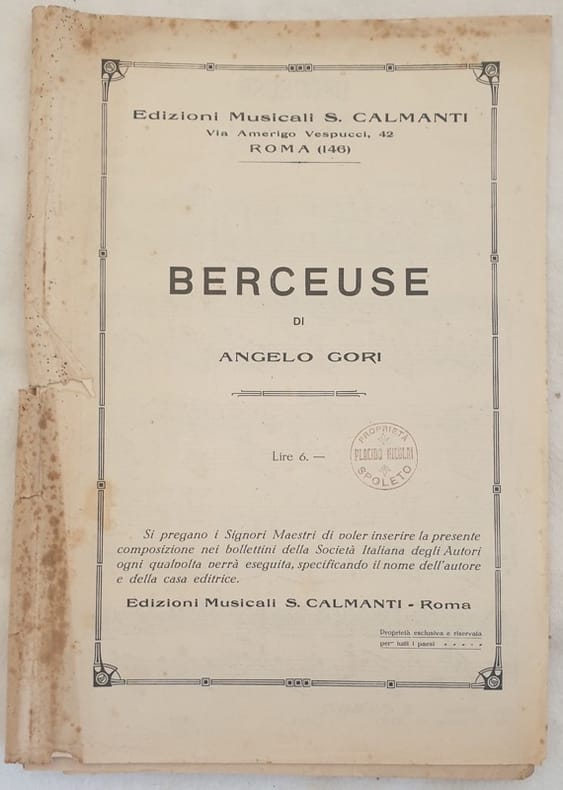 Edizioni Musicali S. CALMANTI
Via Amerigo Vespucci, 42
ROMA (146)
BERCEUSE
DI
ANGELO GORI
Lire 6. —
PROPRIETÀ
PLACIDO NICOLAI
SPOLETO
Si pregano i Signori Maestri di voler inserire la presente
composizione nei bollettini della Società Italiana degli Autori
ogni qualvolta verrà eseguita, specificando il nome dell'autore
e della casa editrice.
Edizioni Musicali S. CALMANTI - Roma
Proprietà esclusiva e riservata
per tutti i paesi . . . . .